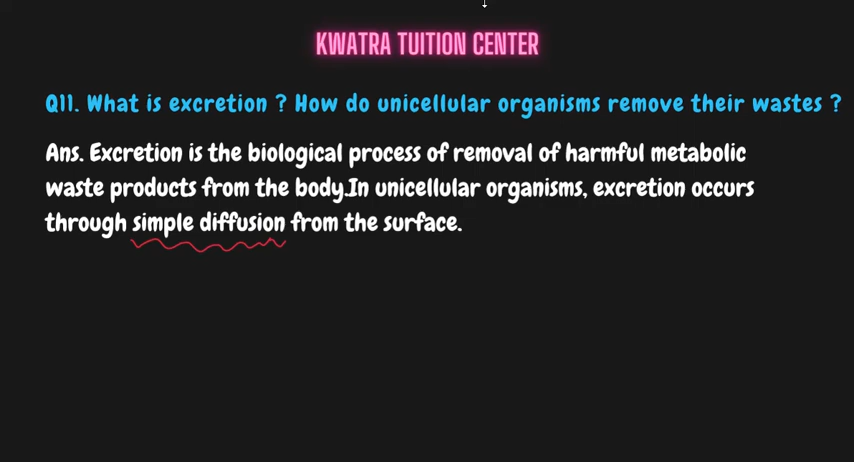 KWATRA TUITION CENTER
Q11. What is excretion ? How do unicellular organisms remove their wastes ?
Ans. Excretion is the biological process of removal of harmful metabolic
waste products from the body.In unicellular organisms, excretion occurs
through simple diffusion from the surface.